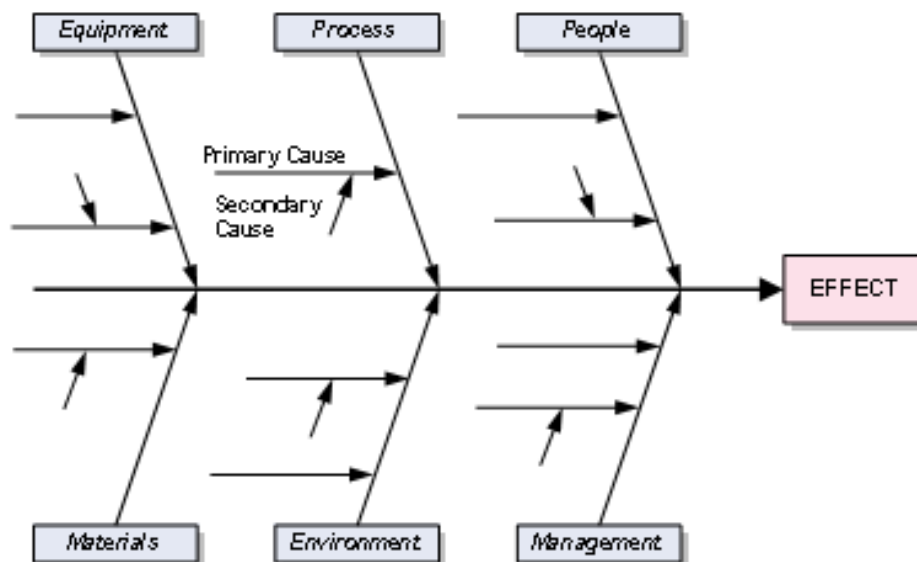 Equipment
Process
People
Primary Cause
Secondary
Cause
EFFECT
Materials
Environment
Management